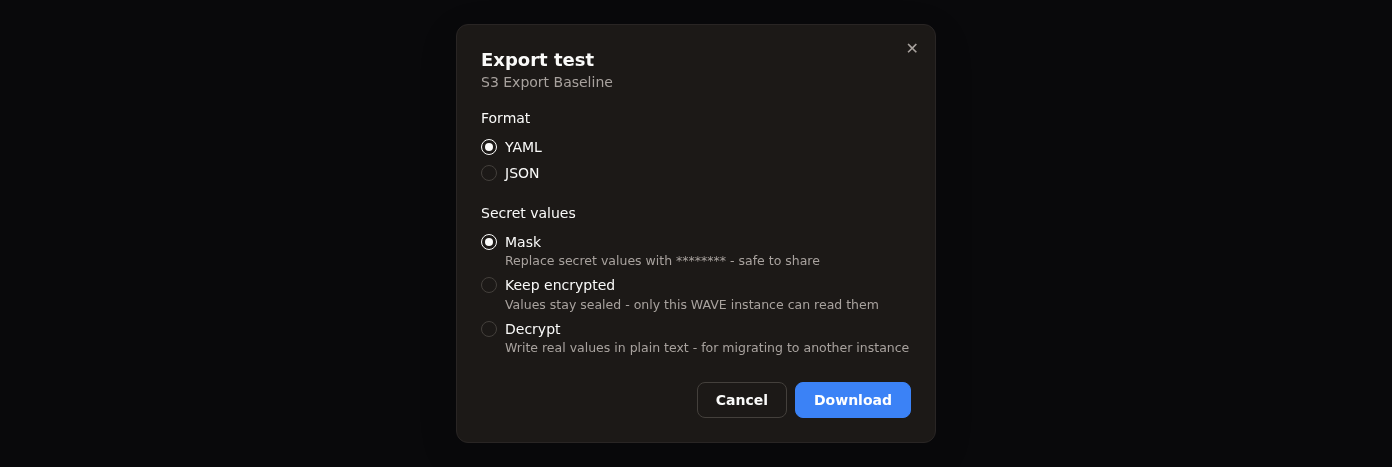 Export test
S3 Export Baseline
Format
YAML
JSON
Secret values
Mask
Replace secret values with ******** - safe to share
Keep encrypted
Values stay sealed - only this WAVE instance can read them
Decrypt
Write real values in plain text - for migrating to another instance
Cancel Download